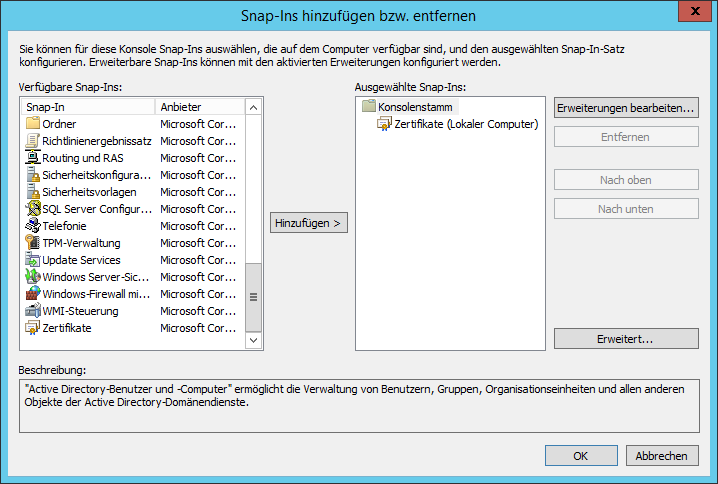 Snap-Ins hinzufügen bzw. entfernen
x
Sie können für diese Konsole Snap-Ins auswählen, die auf dem Computer verfügbar sind, und den ausgewählten Snap-In-Satz
konfigurieren. Erweiterbare Snap-Ins können mit den aktivierten Erweiterungen konfiguriert werden.
Verfügbare Snap-Ins:
Snap-In Anbieter
Ordner Microsoft Cor...
Richtlinienergebnissatz Microsoft Cor...
Routing und RAS Microsoft Cor...
Sicherheitskonfigura... Microsoft Cor...
Sicherheitsvorlagen Microsoft Cor...
SQL Server Configur... Microsoft Cor...
Telefonie Microsoft Cor...
TPM-Verwaltung Microsoft Cor...
Update Services Microsoft Cor...
Windows Server-Sic... Microsoft Cor...
Windows-Firewall mi... Microsoft Cor...
WMI-Steuerung Microsoft Cor...
Zertifikate Microsoft Cor...
Hinzufügen >
Ausgewählte Snap-Ins:
Konsolenstamm
Zertifikate (Lokaler Computer)
Erweiterungen bearbeiten...
Entfernen
Nach oben
Nach unten
Erweitert...
Beschreibung:
"Active Directory-Benutzer und -Computer" ermöglicht die Verwaltung von Benutzern, Gruppen, Organisationseinheiten und allen anderen
Objekte der Active Directory-Domänendienste.
OK
Abbrechen